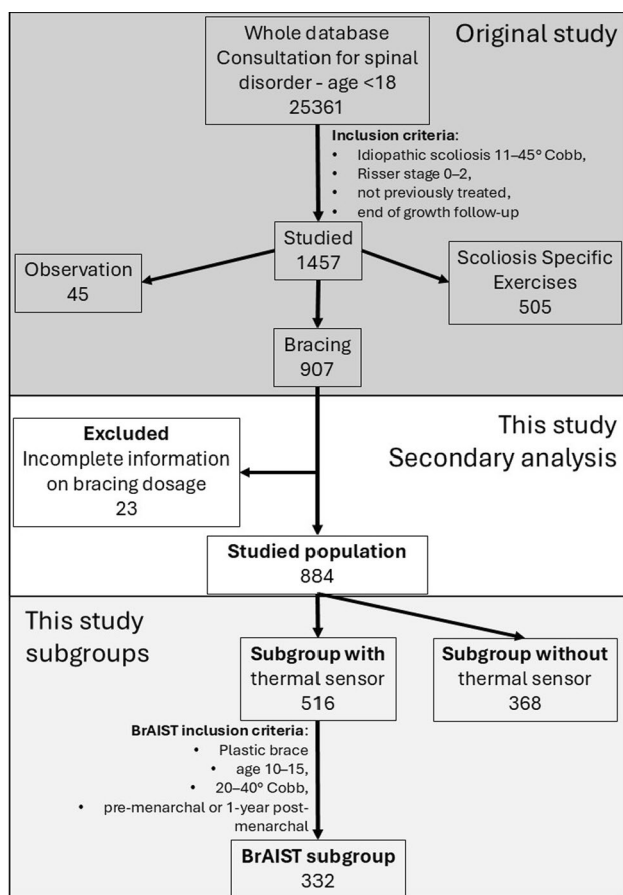 Original study
Whole database
Consultation for spinal
disorder - age <18
25361
Inclusion criteria:
• Idiopathic scoliosis 11–45° Cobb,
• Risser stage 0–2,
• not previously treated,
• end of growth follow-up
Studied
1457
Observation
45
Scoliosis Specific
Exercises
505
Bracing
907
This study
Secondary analysis
Excluded
Incomplete information
on bracing dosage
23
Studied population
884
This study
subgroups
Subgroup with
thermal sensor
516
Subgroup without
thermal sensor
368
BrAIST inclusion criteria:
• Plastic brace
• age 10–15,
• 20–40° Cobb,
• pre-menarchal or 1-year post-
menarchal
BrAIST subgroup
332